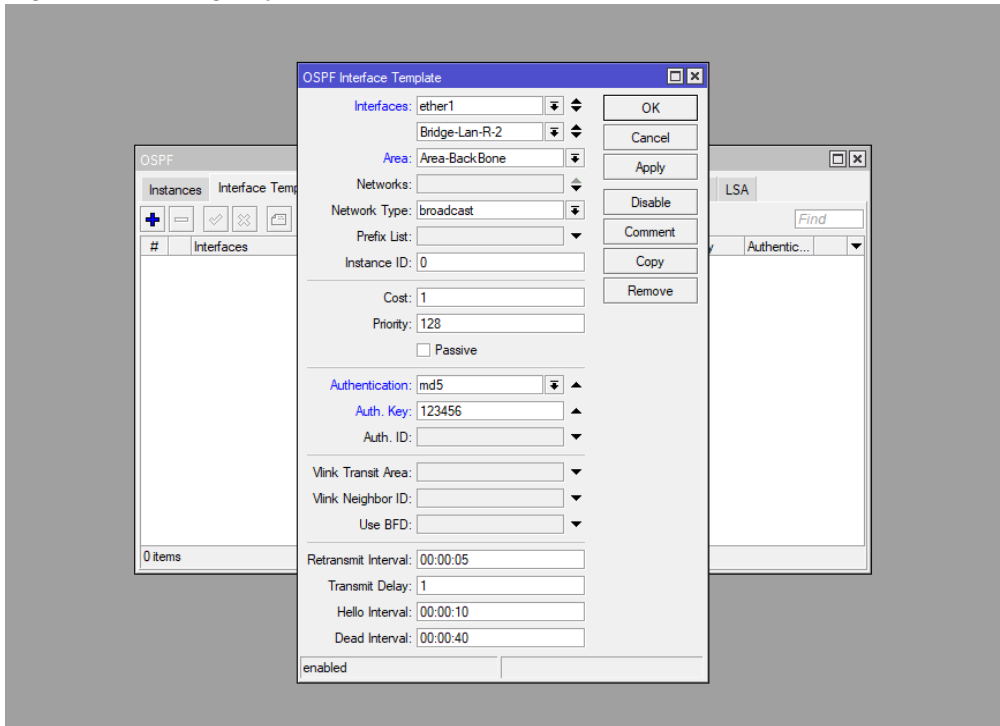 OSPF Interface Template
Interfaces: ether1
Bridge-Lan-R-2
Area: Area-BackBone
Networks:
Network Type: broadcast
Prefix List:
Instance ID: 0
Cost: 1
Priority: 128
Passive
Authentication: md5
Auth. Key: 123456
Auth. ID:
Vlink Transit Area:
Vlink Neighbor ID:
Use BFD:
Retransmit Interval: 00:00:05
Transmit Delay: 1
Hello Interval: 00:00:10
Dead Interval: 00:00:40
enabled
OK
Cancel
Apply
Disable
Comment
Copy
Remove
OSPF
Instances Interface Temp LSA
Find
# Interfaces y Authentic...
0 items